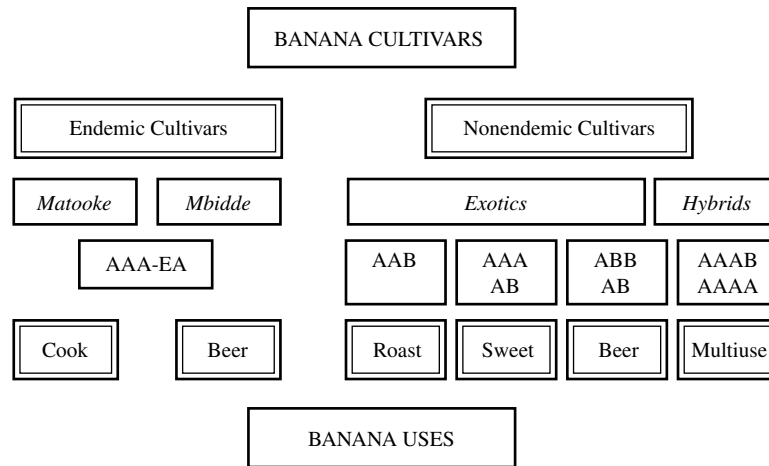 BANANA CULTIVARS
Endemic Cultivars
Nonendemic Cultivars
Matooke
Mbidde
Exotics
Hybrids
AAA-EA
AAB
AAA
AB
ABB
AB
AAAB
AAAA
Cook
Beer
Roast
Sweet
Beer
Multiuse
BANANA USES